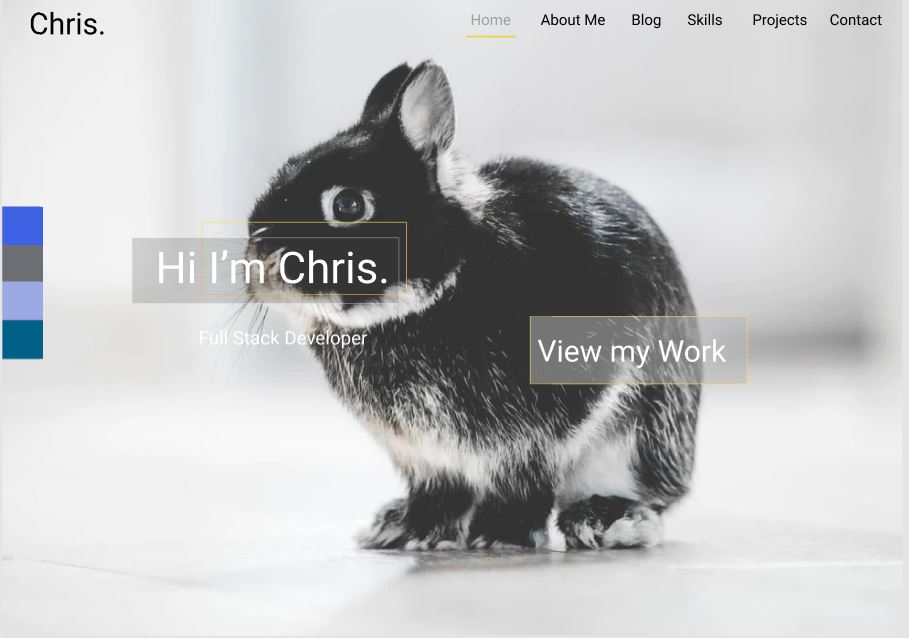 Chris.
Home About Me Blog Skills Projects Contact
Hi I’m Chris.
Full Stack Developer
View my Work